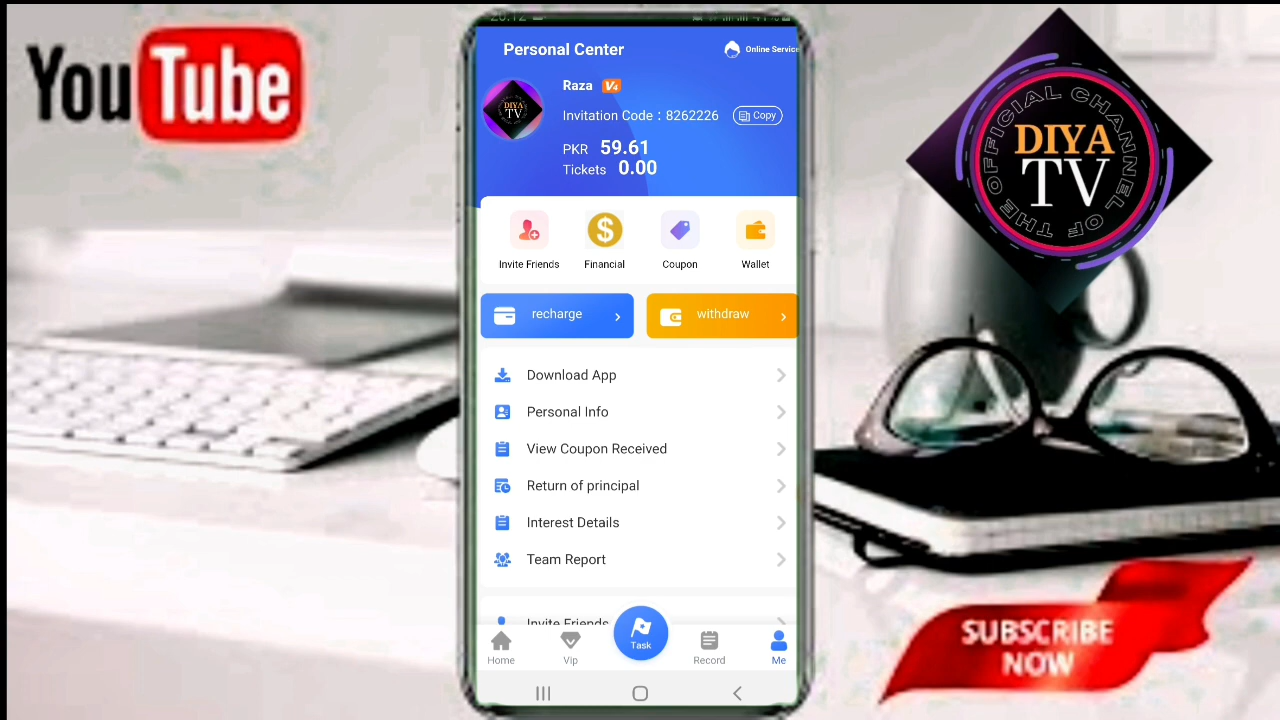 YouTube
Personal Center
Online Service
Raza V4
Invitation Code : 8262226 Copy
PKR 59.61
Tickets 0.00
Invite Friends
Financial
Coupon
Wallet
recharge
withdraw
Download App
Personal Info
View Coupon Received
Return of principal
Interest Details
Team Report
Invite Friends
Home
Vip
Task
Record
Me
DIYA
TV
DIYA
TV
OFFICIAL CHANNEL OF THE
SUBSCRIBE
NOW